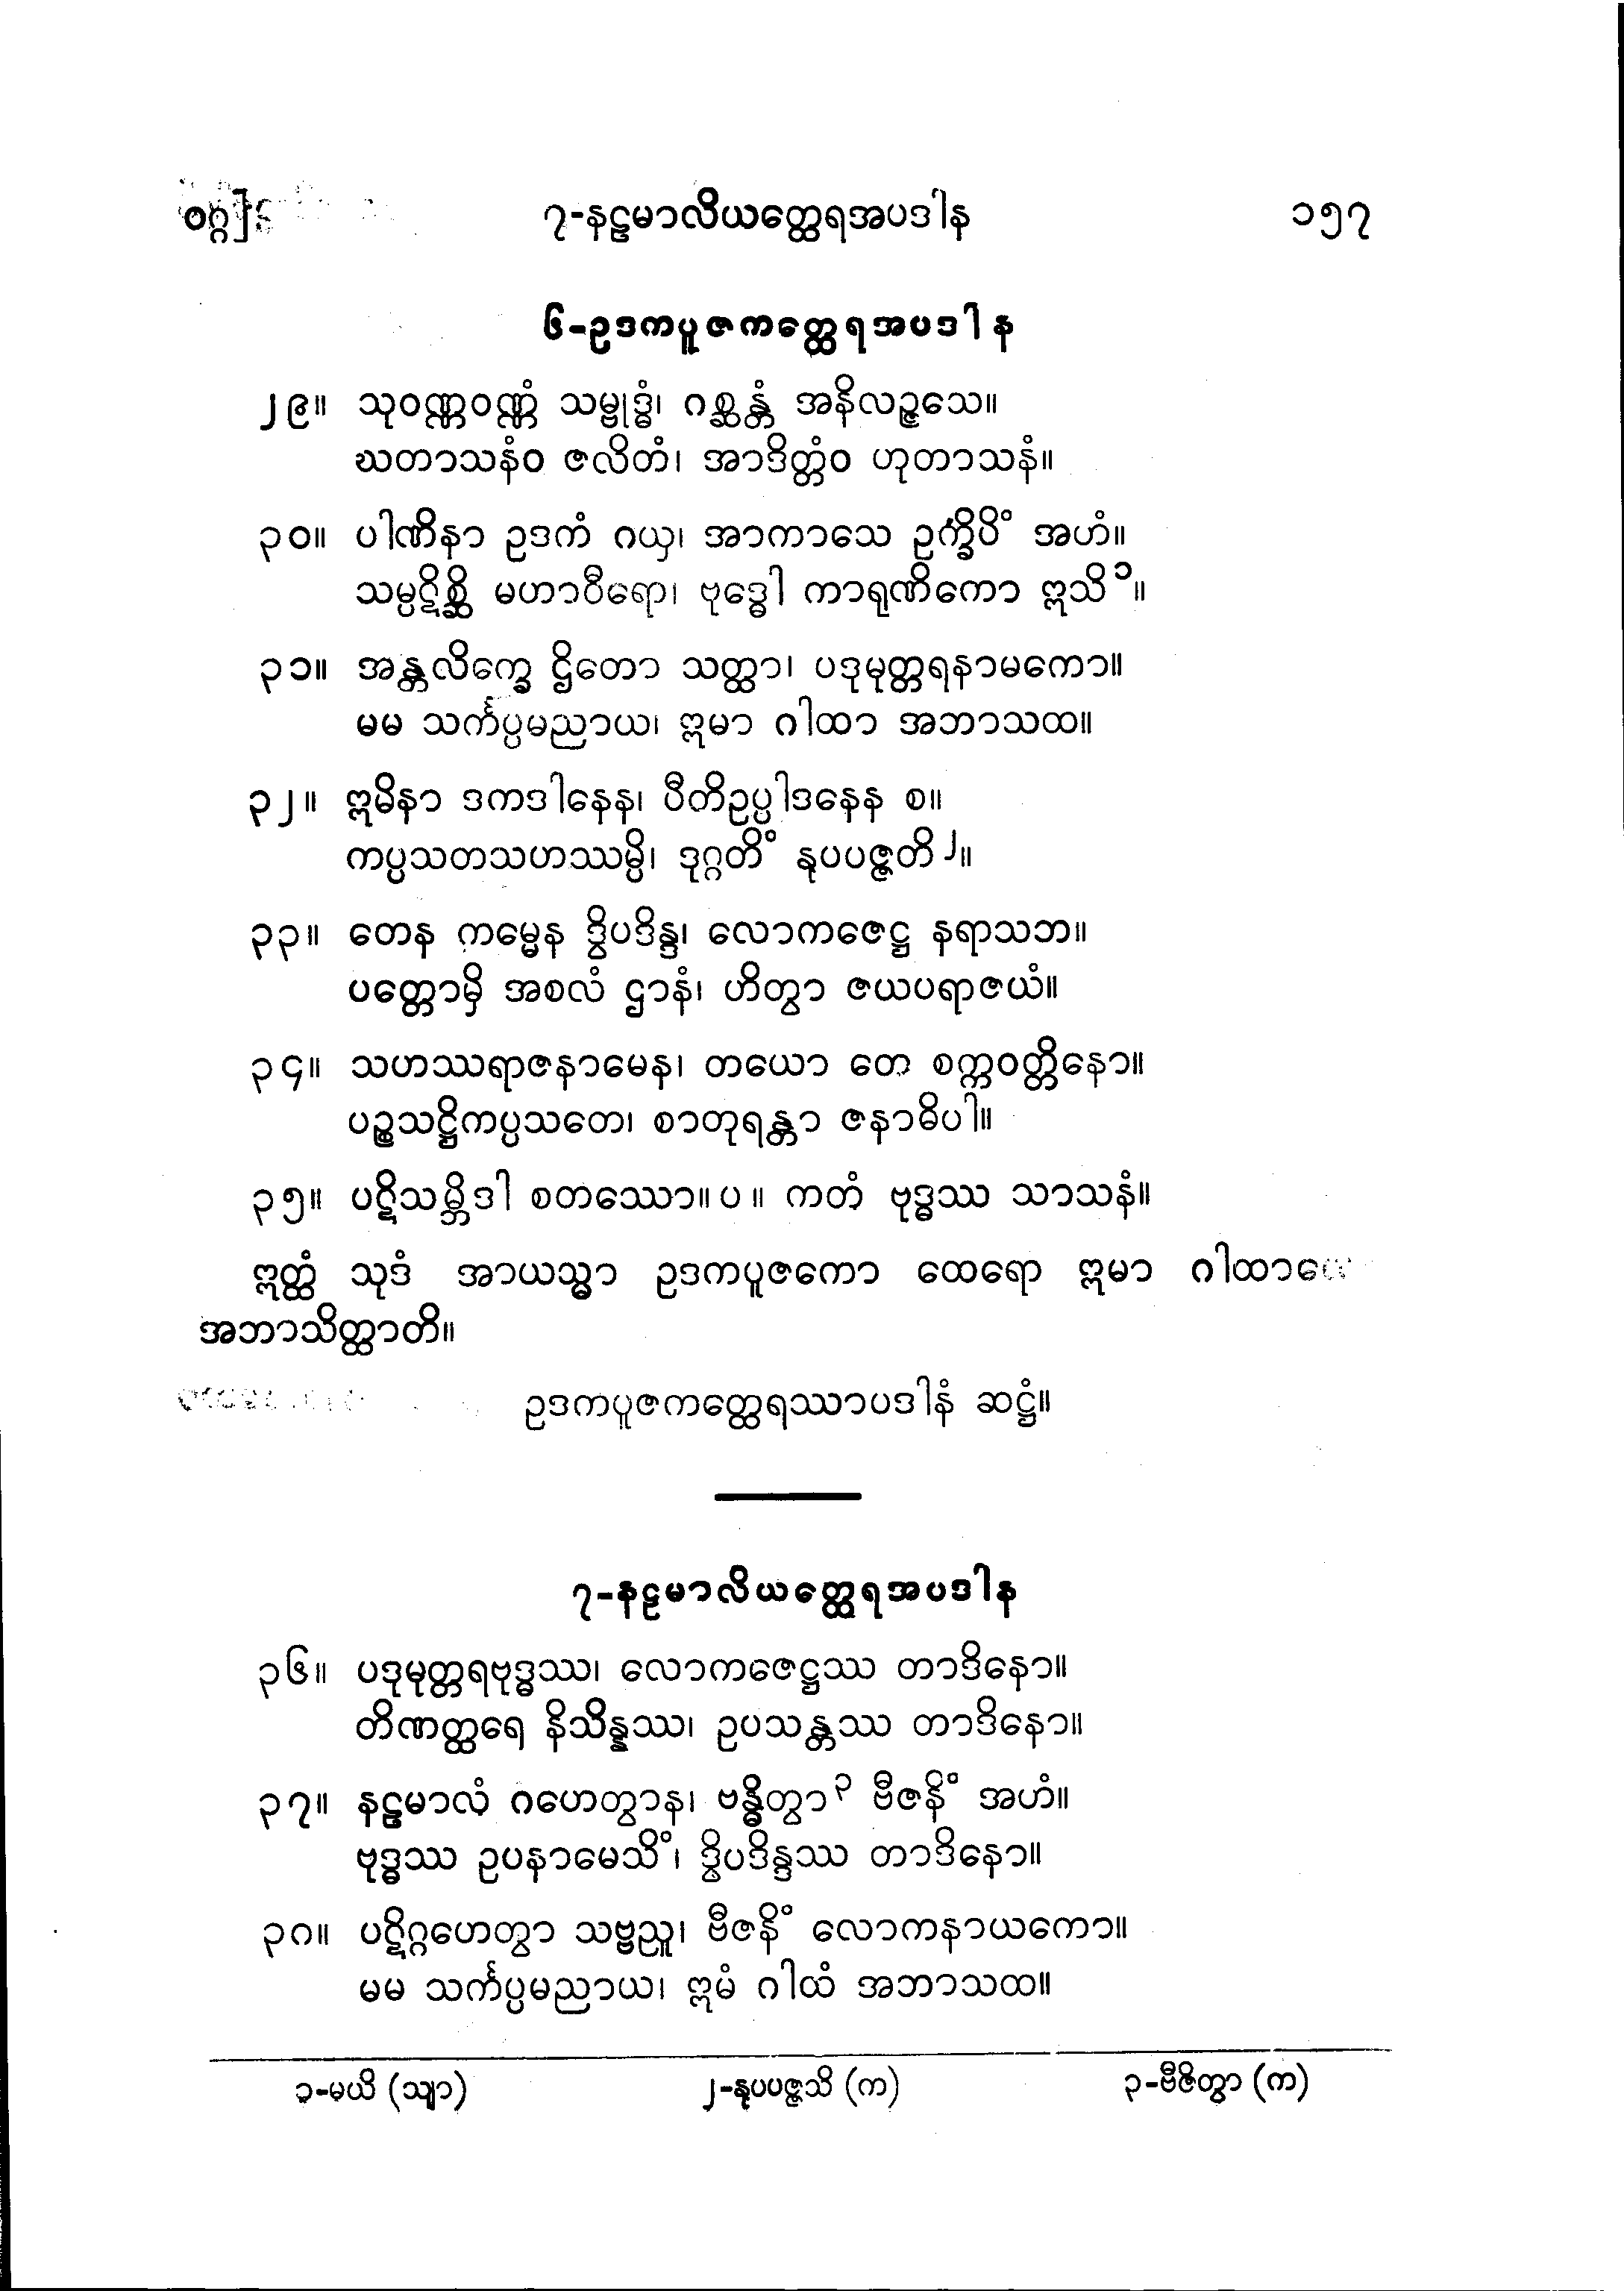 ဝဂ္ဂ] ၇-နဠမာလိယတ္ထေရအပဒါန ၁၅၇
၆-ဥဒကပူဇကတ္ထေရအပဒါန
၂၉။ သုဝဏ္ဏဝဏ္ဏံ သမ္ဗုဒ္ဓံ၊ ဂစ္ဆန္တံ အနိလဉ္ဇသေ။
ဃတာသနံဝ ဇလိတံ၊ အာဒိတ္တံဝ ဟုတာသနံ။
၃၀။ ပါဏိနာ ဥဒကံ ဂယှ၊ အာကာသေ ဥက္ခိပိံ အဟံ။
သမ္ပဋိစ္ဆိ မဟာဝီရော၊ ဗုဒ္ဓေါ ကာရုဏိကော ဣသိ၁။
၃၁။ အန္တလိက္ခေ ဌိတော သတ္ထာ၊ ပဒုမုတ္တရနာမကော။
မမ သင်္ကပ္ပမညာယ၊ ဣမာ ဂါထာ အဘာသထ။
၃၂။ ဣမိနာ ဒကဒါနေန၊ ပီတိဥပ္ပါဒနေန စ။
ကပ္ပသတသဟဿမ္ပိ၊ ဒုဂ္ဂတိံ နုပပဇ္ဇတိ၂။
၃၃။ တေန ကမ္မေန ဒွိပဒိန္ဒ၊ လောကဇေဋ္ဌ နရာသဘ။
ပတ္တောမှိ အစလံ ဌာနံ၊ ဟိတွာ ဇယပရာဇယံ။
၃၄။ သဟဿရာဇနာမေန၊ တယော တေ စက္ကဝတ္တိနော။
ပဉ္စသဋ္ဌိကပ္ပသတေ၊ စာတုရန္တာ ဇနာဓိပါ။
၃၅။ ပဋိသမ္ဘိဒါ စတဿော။ပ။ ကတံ ဗုဒ္ဓဿ သာသနံ။
ဣတ္ထံ သုဒံ အာယသ္မာ ဥဒကပူဇကော ထေရော ဣမာ ဂါထာယော
အဘာသိတ္ထာတိ။
ဥဒကပူဇကတ္ထေရဿာပဒါနံ ဆဋ္ဌံ။
၇-နဠမာလိယတ္ထေရအပဒါန
၃၆။ ပဒုမုတ္တရဗုဒ္ဓဿ၊ လောကဇေဋ္ဌဿ တာဒိနော။
တိဏတ္ထရေ နိသိန္နဿ၊ ဥပသန္တဿ တာဒိနော။
၃၇။ နဠမာလံ ဂဟေတွာန၊ ဗန္ဓိတွာ၃ ဗီဇနိံ အဟံ။
ဗုဒ္ဓဿ ဥပနာမေသိံ၊ ဒွိပဒိန္ဒဿ တာဒိနော။
၃၈။ ပဋိဂ္ဂဟေတွာ သဗ္ဗညူ၊ ဗီဇနိံ လောကနာယကော။
မမ သင်္ကပ္ပမညာယ၊ ဣမံ ဂါထံ အဘာသထ။
၁-မယိ (သျာ) ၂-နုပပဇ္ဇသိ (က) ၃-ဗီဇိတွာ (က)